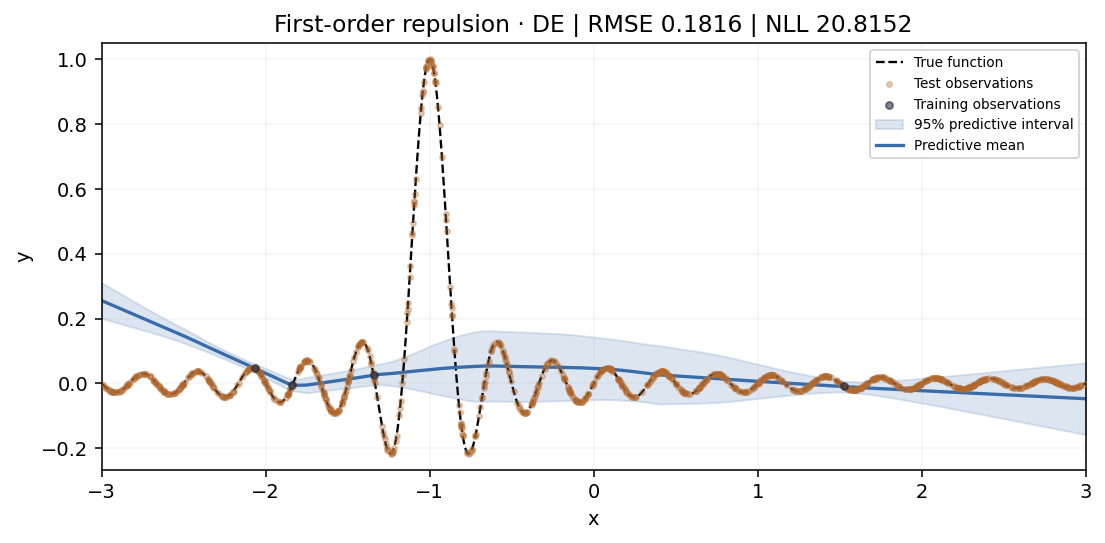 First-order repulsion · DE | RMSE 0.1816 | NLL 20.8152
True function
Test observations
Training observations
95% predictive interval
Predictive mean
y
1.0
0.8
0.6
0.4
0.2
0.0
−0.2
−3
−2
−1
0
1
2
3
x